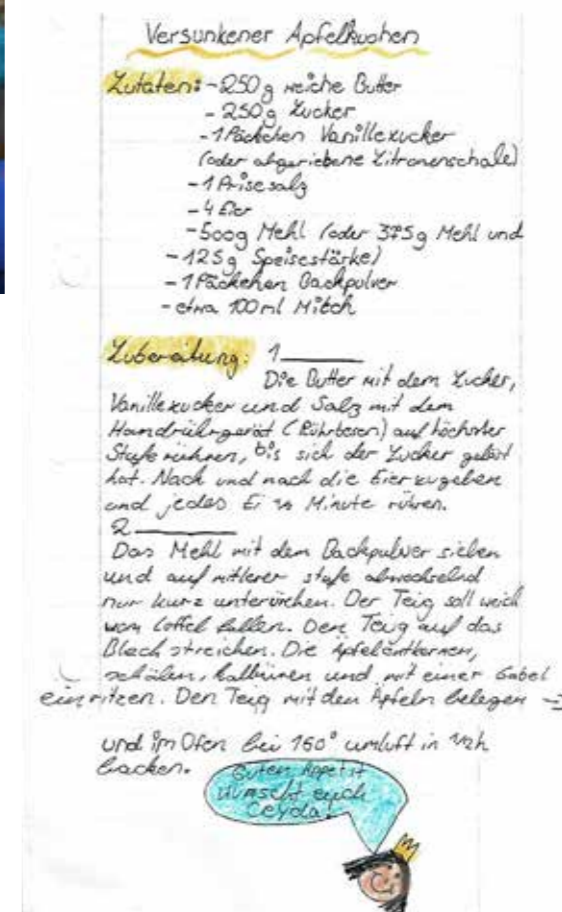 Versunkener Apfelkuchen
Zutaten: - 250 g weiche Butter
- 250 g Zucker
- 1 Päckchen Vanillezucker
(oder abgeriebene Zitronenschale)
- 1 Prise salz
- 4 Eier
- 500g Mehl (oder 375 g Mehl und
- 125 g Speisestärke)
- 1 Päckchen Backpulver
- etwa 100 ml Milch
Zubereitung: 1
Die Butter mit dem Zucker,
Vanillezucker und Salz mit dem
Handrührgerät (Rührbesen) auf höchster
Stufe rühren, bis sich der Zucker gelöst
hat. Nach und nach die Eier zugeben
und jedes Ei ½ Minute rühren.
2
Das Mehl mit dem Backpulver sieben
und auf mittlerer stufe abwechselnd
nur kurz unterrühren. Der Teig soll weich
vom Löffel fallen. Den Teig auf das
Blech streichen. Die Äpfel entkernen,
schälen, halbieren und mit einer Gabel
einritzen. Den Teig mit den Äpfeln belegen →
und im Ofen bei 160° umluft in 1/2h
backen.
Guten Appetit
wünscht euch
Ceyda!